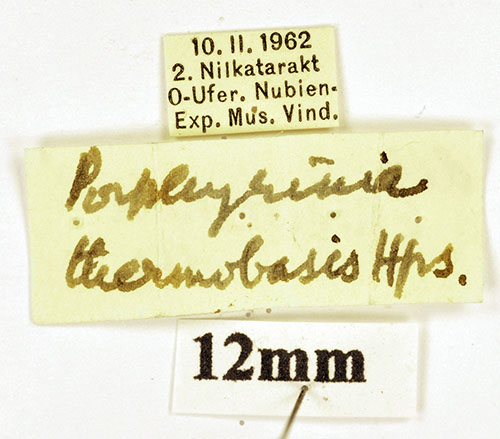 10. II. 1962
2. Nilkatarakt
O-Ufer. Nubien-
Exp. Mus. Vind.
Porphyrinia
thermobasis Hps.
12mm